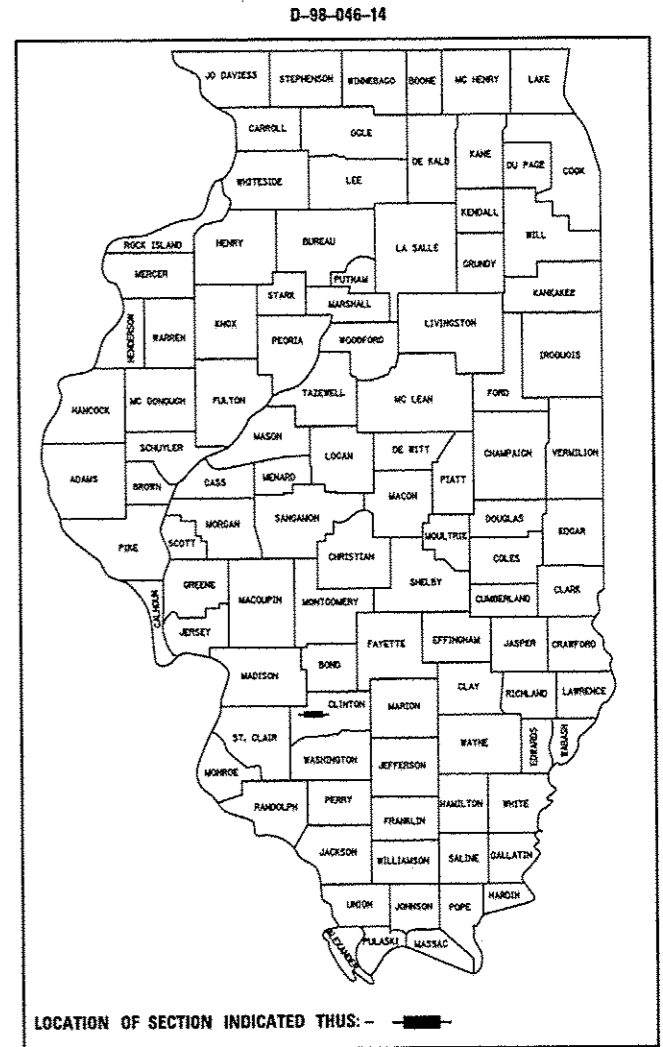 D-98-046-14
JO DAVIESS STEPHENSON WINNEBAGO BOONE MC HENRY LAKE
CARROLL OGLE
DE KALB KANE DU PAGE COOK
WHITESIDE LEE
KENDALL WILL
ROCK ISLAND HENRY BUREAU LA SALLE GRUNDY
MERCER PUTNAM
STARK MARSHALL KANKAKEE
HENDERSON WARREN KNOX PEORIA WOODFORD LIVINGSTON IROQUOIS
HANCOCK MC DONOUGH FULTON TAZEWELL MC LEAN FORD
SCHUYLER MASON LOGAN DE WITT CHAMPAIGN VERMILION
ADAMS BROWN CASS MENARD MACON PIATT
PIKE SCOTT MORGAN SANGAMON MOULTRIE DOUGLAS EDGAR
CHRISTIAN COLES
CALHOUN GREENE MACOUPIN MONTGOMERY SHELBY CUMBERLAND CLARK
JERSEY FAYETTE EFFINGHAM JASPER CRAWFORD
MADISON BOND CLAY RICHLAND LAWRENCE
CLINTON MARION
ST. CLAIR WAYNE EDWARDS WABASH
MONROE WASHINGTON JEFFERSON
RANDOLPH PERRY HAMILTON WHITE
FRANKLIN
JACKSON WILLIAMSON SALINE GALLATIN
UNION JOHNSON POPE HARDIN
ALEXANDER PULASKI MASSAC
LOCATION OF SECTION INDICATED THUS: -